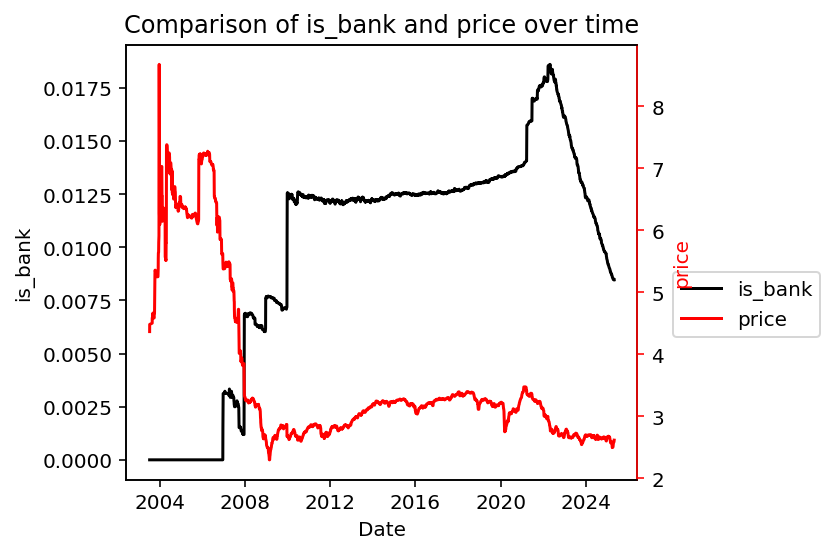 Comparison of is_bank and price over time
0.0175
0.0150
0.0125
0.0100
0.0075
0.0050
0.0025
0.0000
is_bank
8
7
6
5
4
3
2
price
is_bank
price
2004 2008 2012 2016 2020 2024
Date